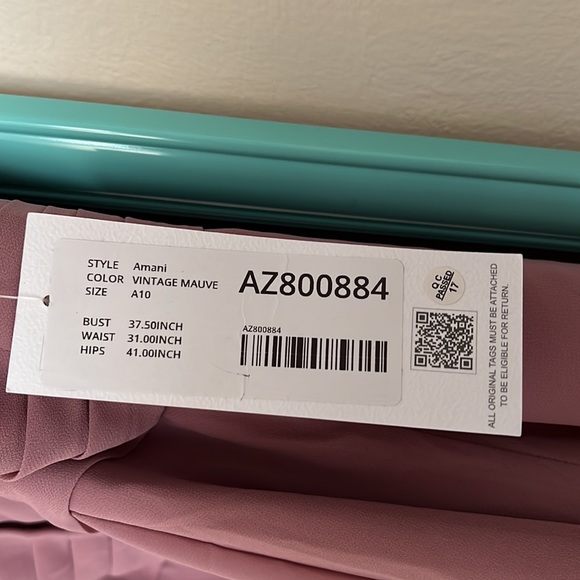 STYLE Amani
COLOR VINTAGE MAUVE
SIZE A10
BUST 37.50INCH
WAIST 31.00INCH
HIPS 41.00INCH
AZ800884
AZ800884
QC
PASSED
17
ALL ORIGINAL TAGS MUST BE ATTACHED
TO BE ELIGIBLE FOR RETURN.